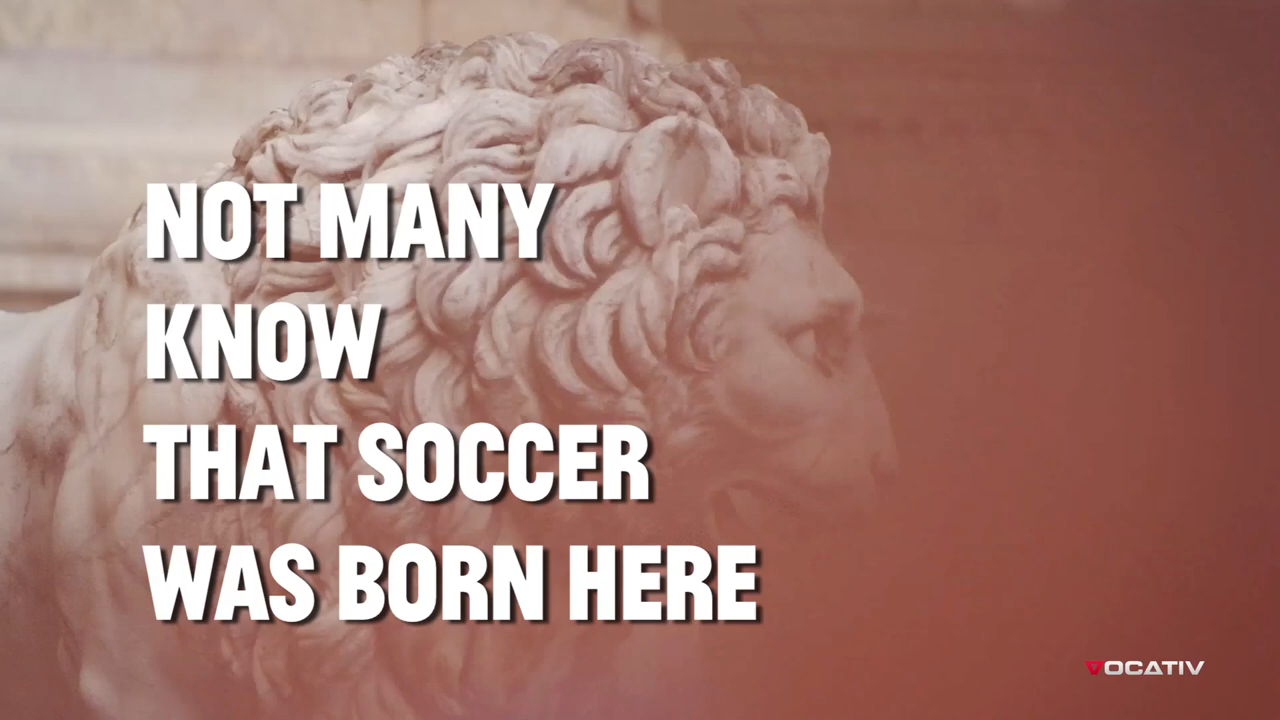 NOT MANY
KNOW
THAT SOCCER
WAS BORN HERE
VOCATIV